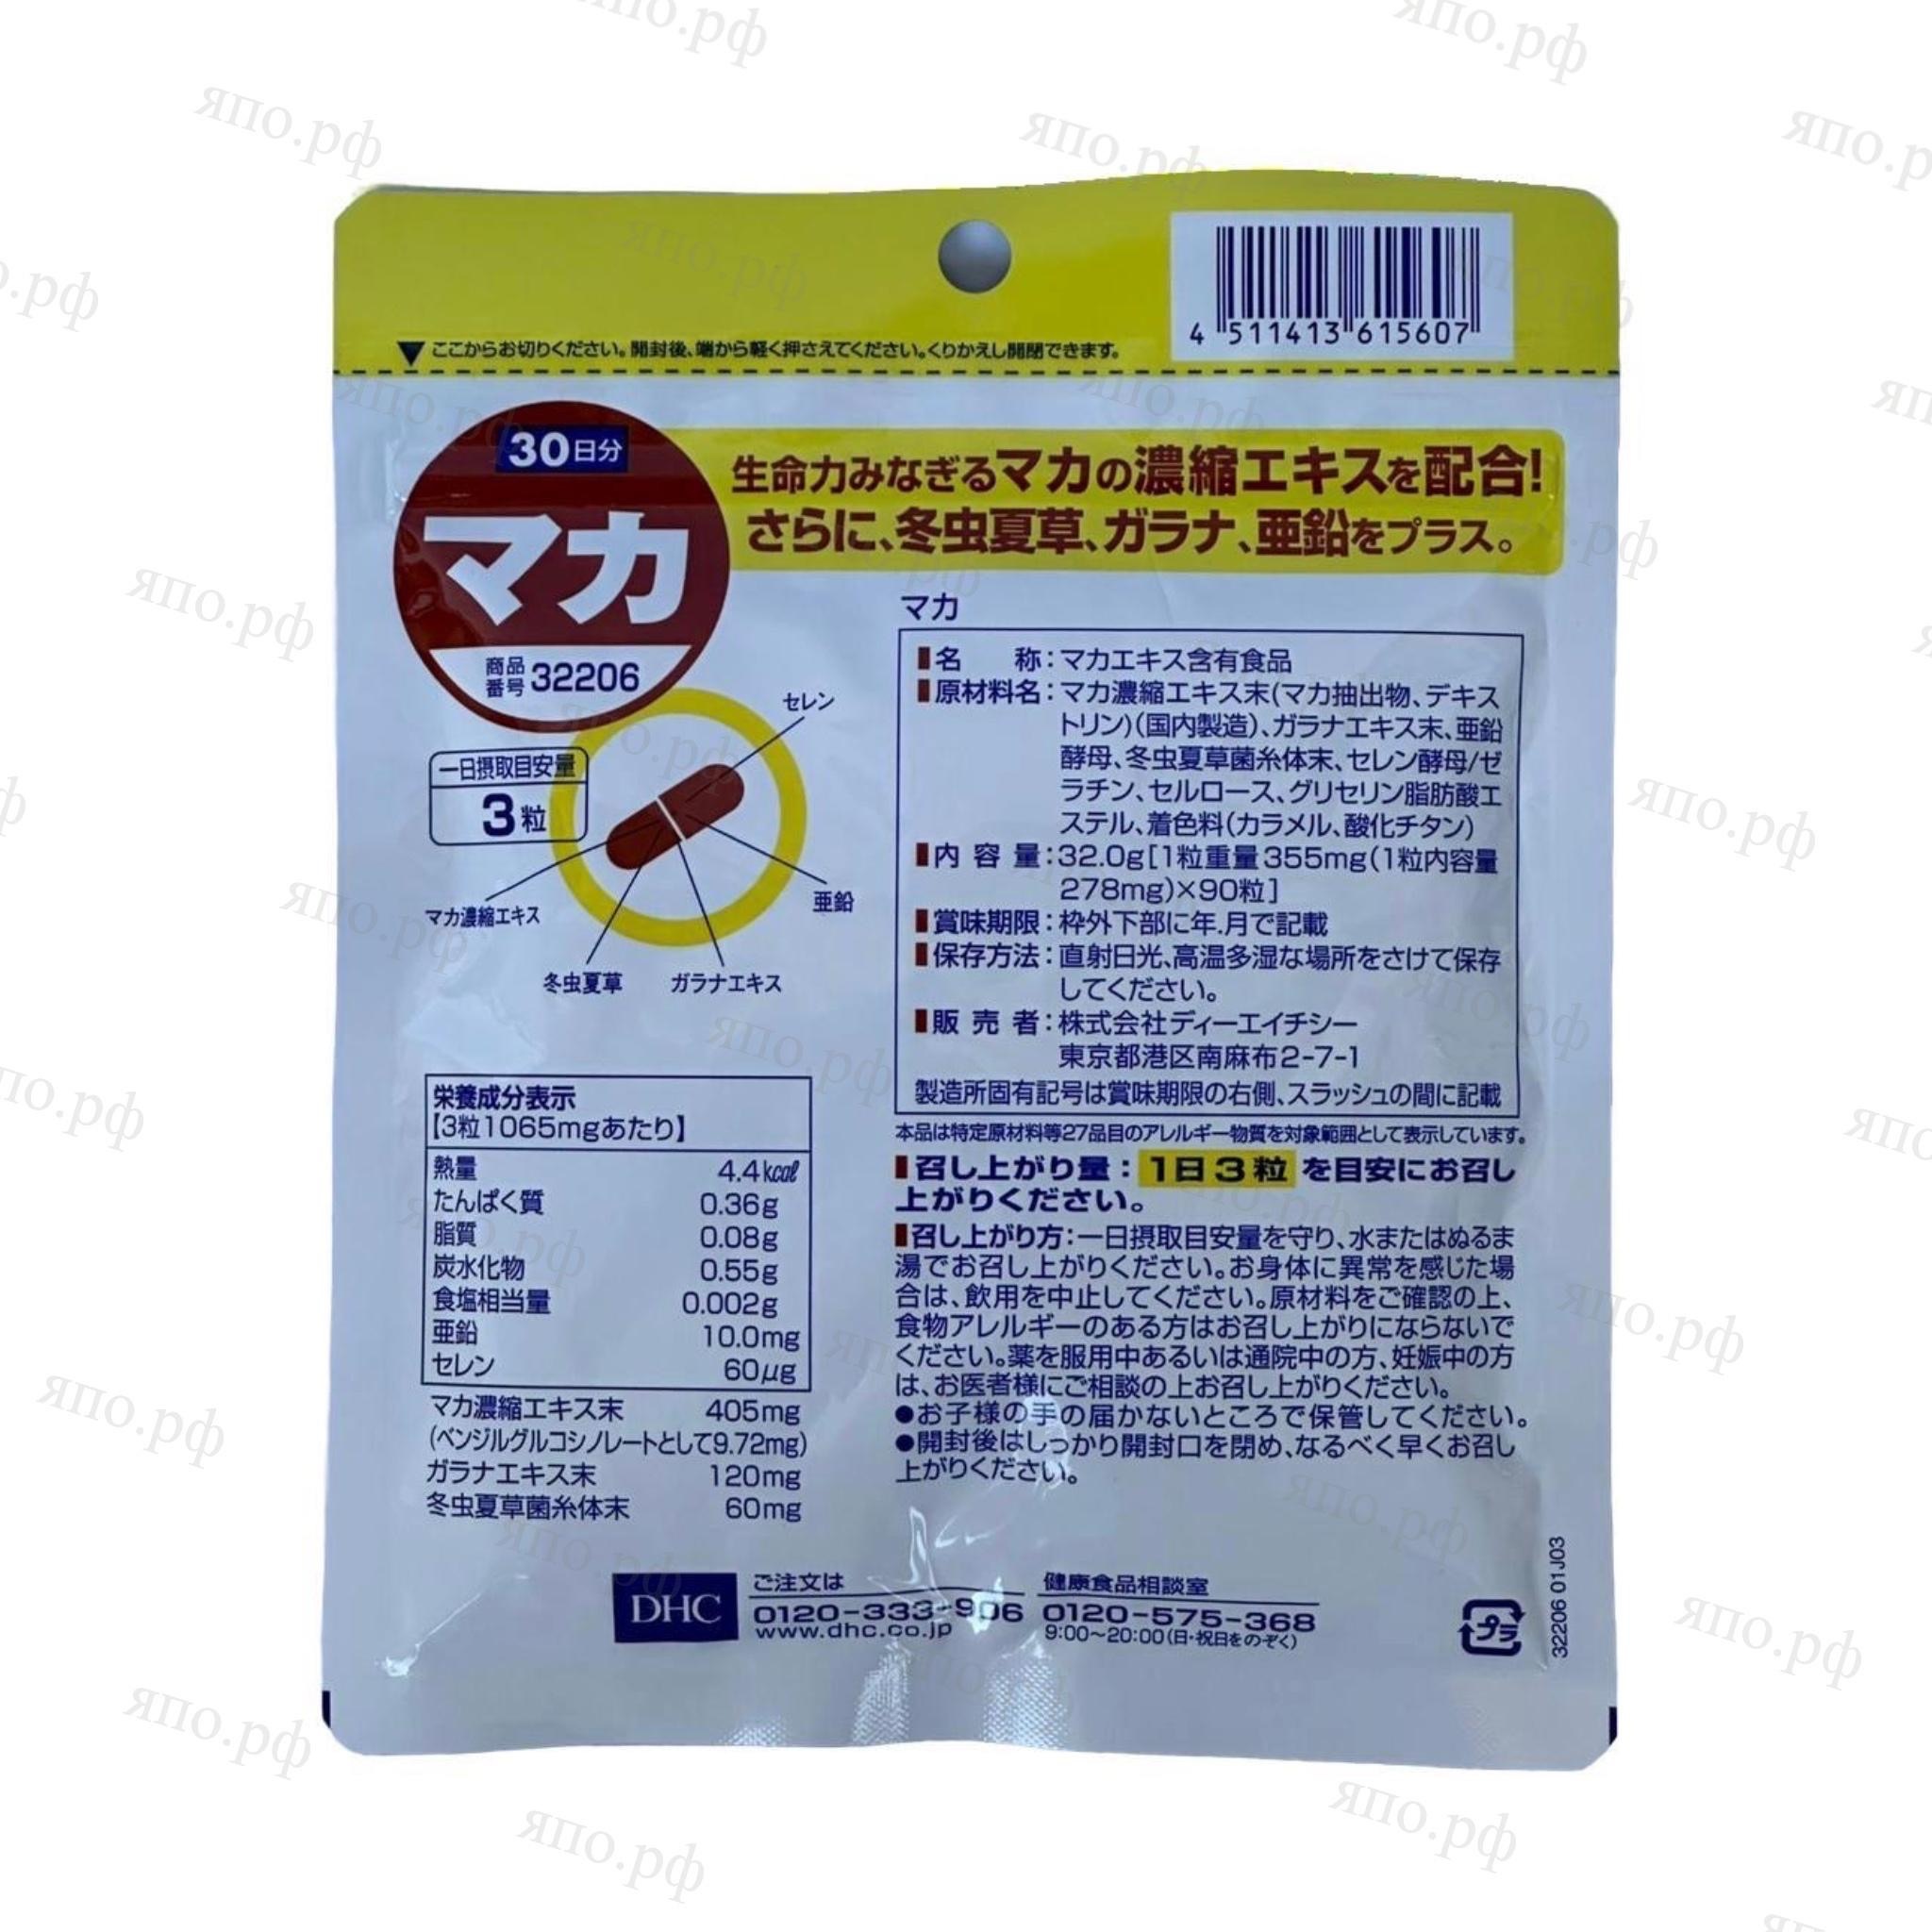 4 511413 615607
▼ ここからお切りください。開封後、端から軽く押さえてください。くりかえし開閉できます。
30日分
マカ
商品番号 32206
生命力みなぎるマカの濃縮エキスを配合!
さらに、冬虫夏草、ガラナ、亜鉛をプラス。
一日摂取目安量
3粒
セレン
亜鉛
マカ濃縮エキス
冬虫夏草
ガラナエキス
マカ
名 称：マカエキス含有食品
原材料名：マカ濃縮エキス末(マカ抽出物、デキス
トリン)(国内製造)、ガラナエキス末、亜鉛
酵母、冬虫夏草菌糸体末、セレン酵母/ゼ
ラチン、セルロース、グリセリン脂肪酸エ
ステル、着色料(カラメル、酸化チタン)
内 容 量：32.0g[1粒重量355mg(1粒内容量
278mg)×90粒]
賞味期限：枠外下部に年.月で記載
保存方法：直射日光、高温多湿な場所をさけて保存
してください。
販 売 者：株式会社ディーエイチシー
東京都港区南麻布2-7-1
製造所固有記号は賞味期限の右側、スラッシュの間に記載
本品は特定原材料等27品目のアレルギー物質を対象範囲として表示しています。
召し上がり量：1日3粒を目安にお召し
上がりください。
召し上がり方：一日摂取目安量を守り、水またはぬるま
湯でお召し上がりください。お身体に異常を感じた場
合は、飲用を中止してください。原材料をご確認の上、
食物アレルギーのある方はお召し上がりにならないで
ください。薬を服用中あるいは通院中の方、妊娠中の方
は、お医者様にご相談の上お召し上がりください。
●お子様の手の届かないところで保管してください。
●開封後はしっかり開封口を閉め、なるべく早くお召し
上がりください。
栄養成分表示
【3粒1065mgあたり】
熱量 4.4kcal
たんぱく質 0.36g
脂質 0.08g
炭水化物 0.55g
食塩相当量 0.002g
亜鉛 10.0mg
セレン 60μg
マカ濃縮エキス末 405mg
(ベンジルグルコシノレートとして9.72mg)
ガラナエキス末 120mg
冬虫夏草菌糸体末 60mg
DHC
ご注文は
0120-333-906
www.dhc.co.jp
健康食品相談室
0120-575-368
9:00〜20:00(日・祝日をのぞく)
プラ
32206 01J03
япо.рф